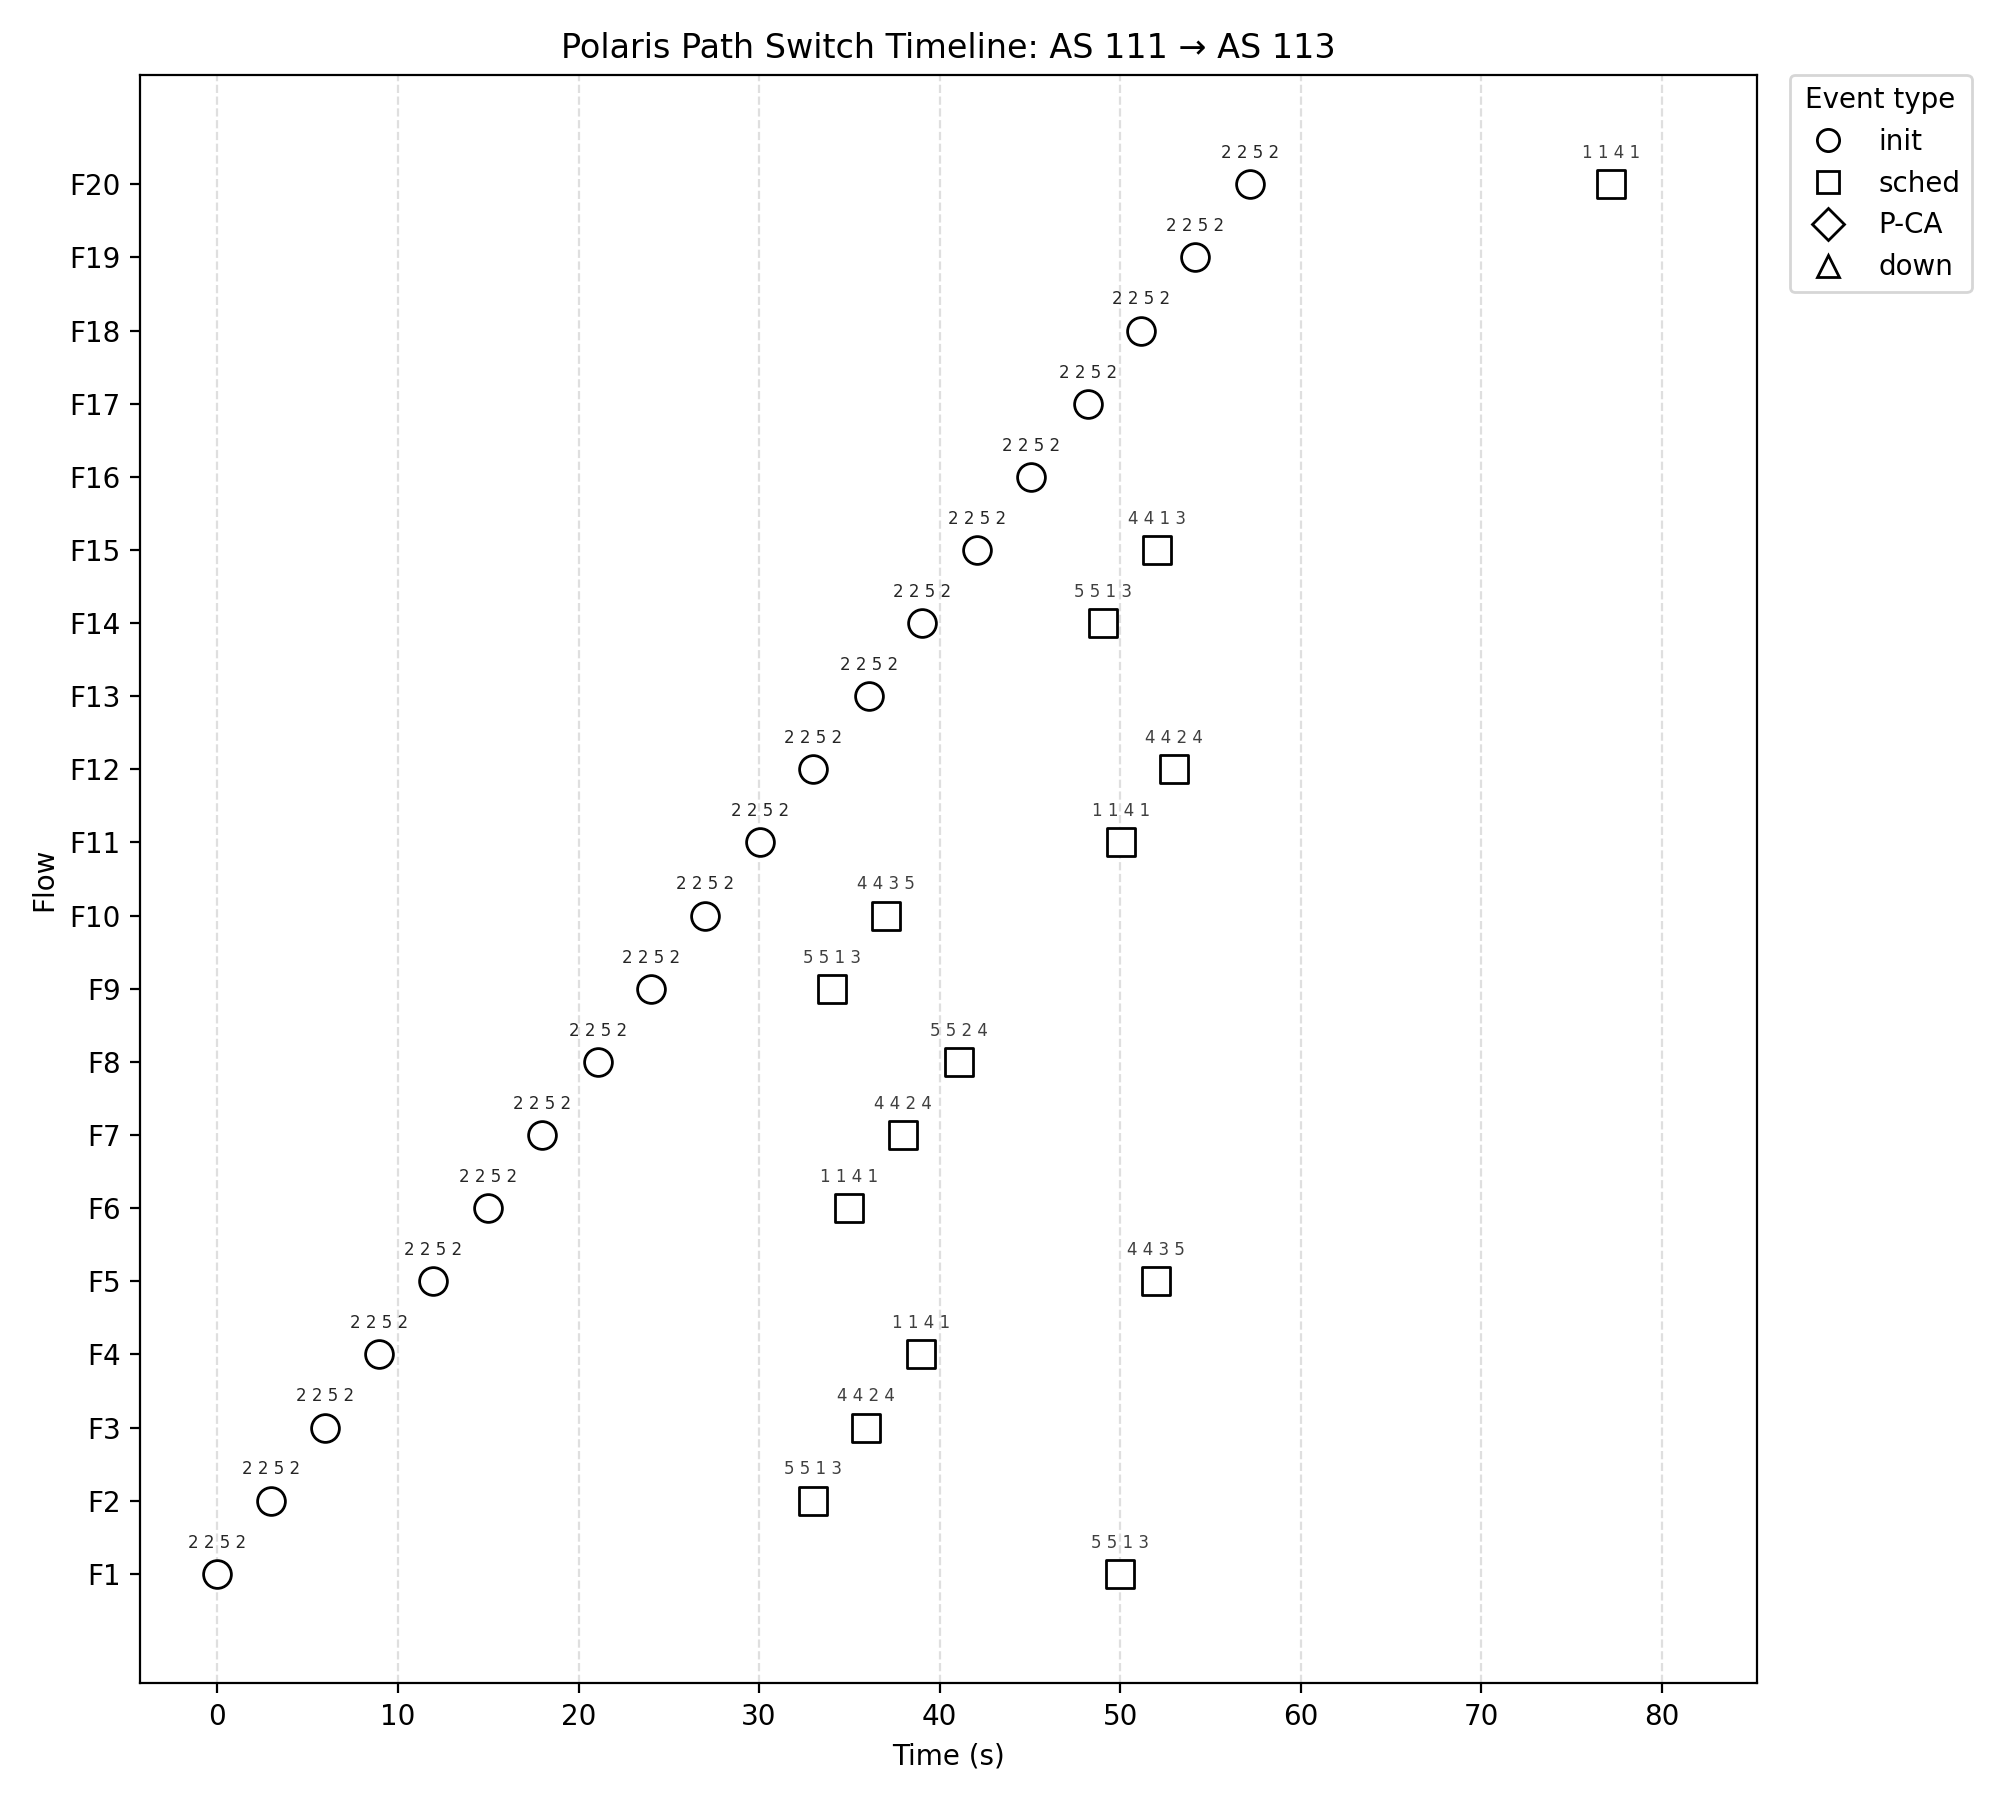 Polaris Path Switch Timeline: AS 111 → AS 113
Event type
init
sched
P-CA
down
Flow
F20
2 2 5 2
1 1 4 1
F19
2 2 5 2
F18
2 2 5 2
F17
2 2 5 2
F16
2 2 5 2
F15
2 2 5 2
4 4 1 3
F14
2 2 5 2
5 5 1 3
F13
2 2 5 2
F12
2 2 5 2
4 4 2 4
F11
2 2 5 2
1 1 4 1
F10
2 2 5 2
4 4 3 5
F9
2 2 5 2
5 5 1 3
F8
2 2 5 2
5 5 2 4
F7
2 2 5 2
4 4 2 4
F6
2 2 5 2
1 1 4 1
F5
2 2 5 2
4 4 3 5
F4
2 2 5 2
1 1 4 1
F3
2 2 5 2
4 4 2 4
F2
2 2 5 2
5 5 1 3
F1
2 2 5 2
5 5 1 3
0 10 20 30 40 50 60 70 80
Time (s)